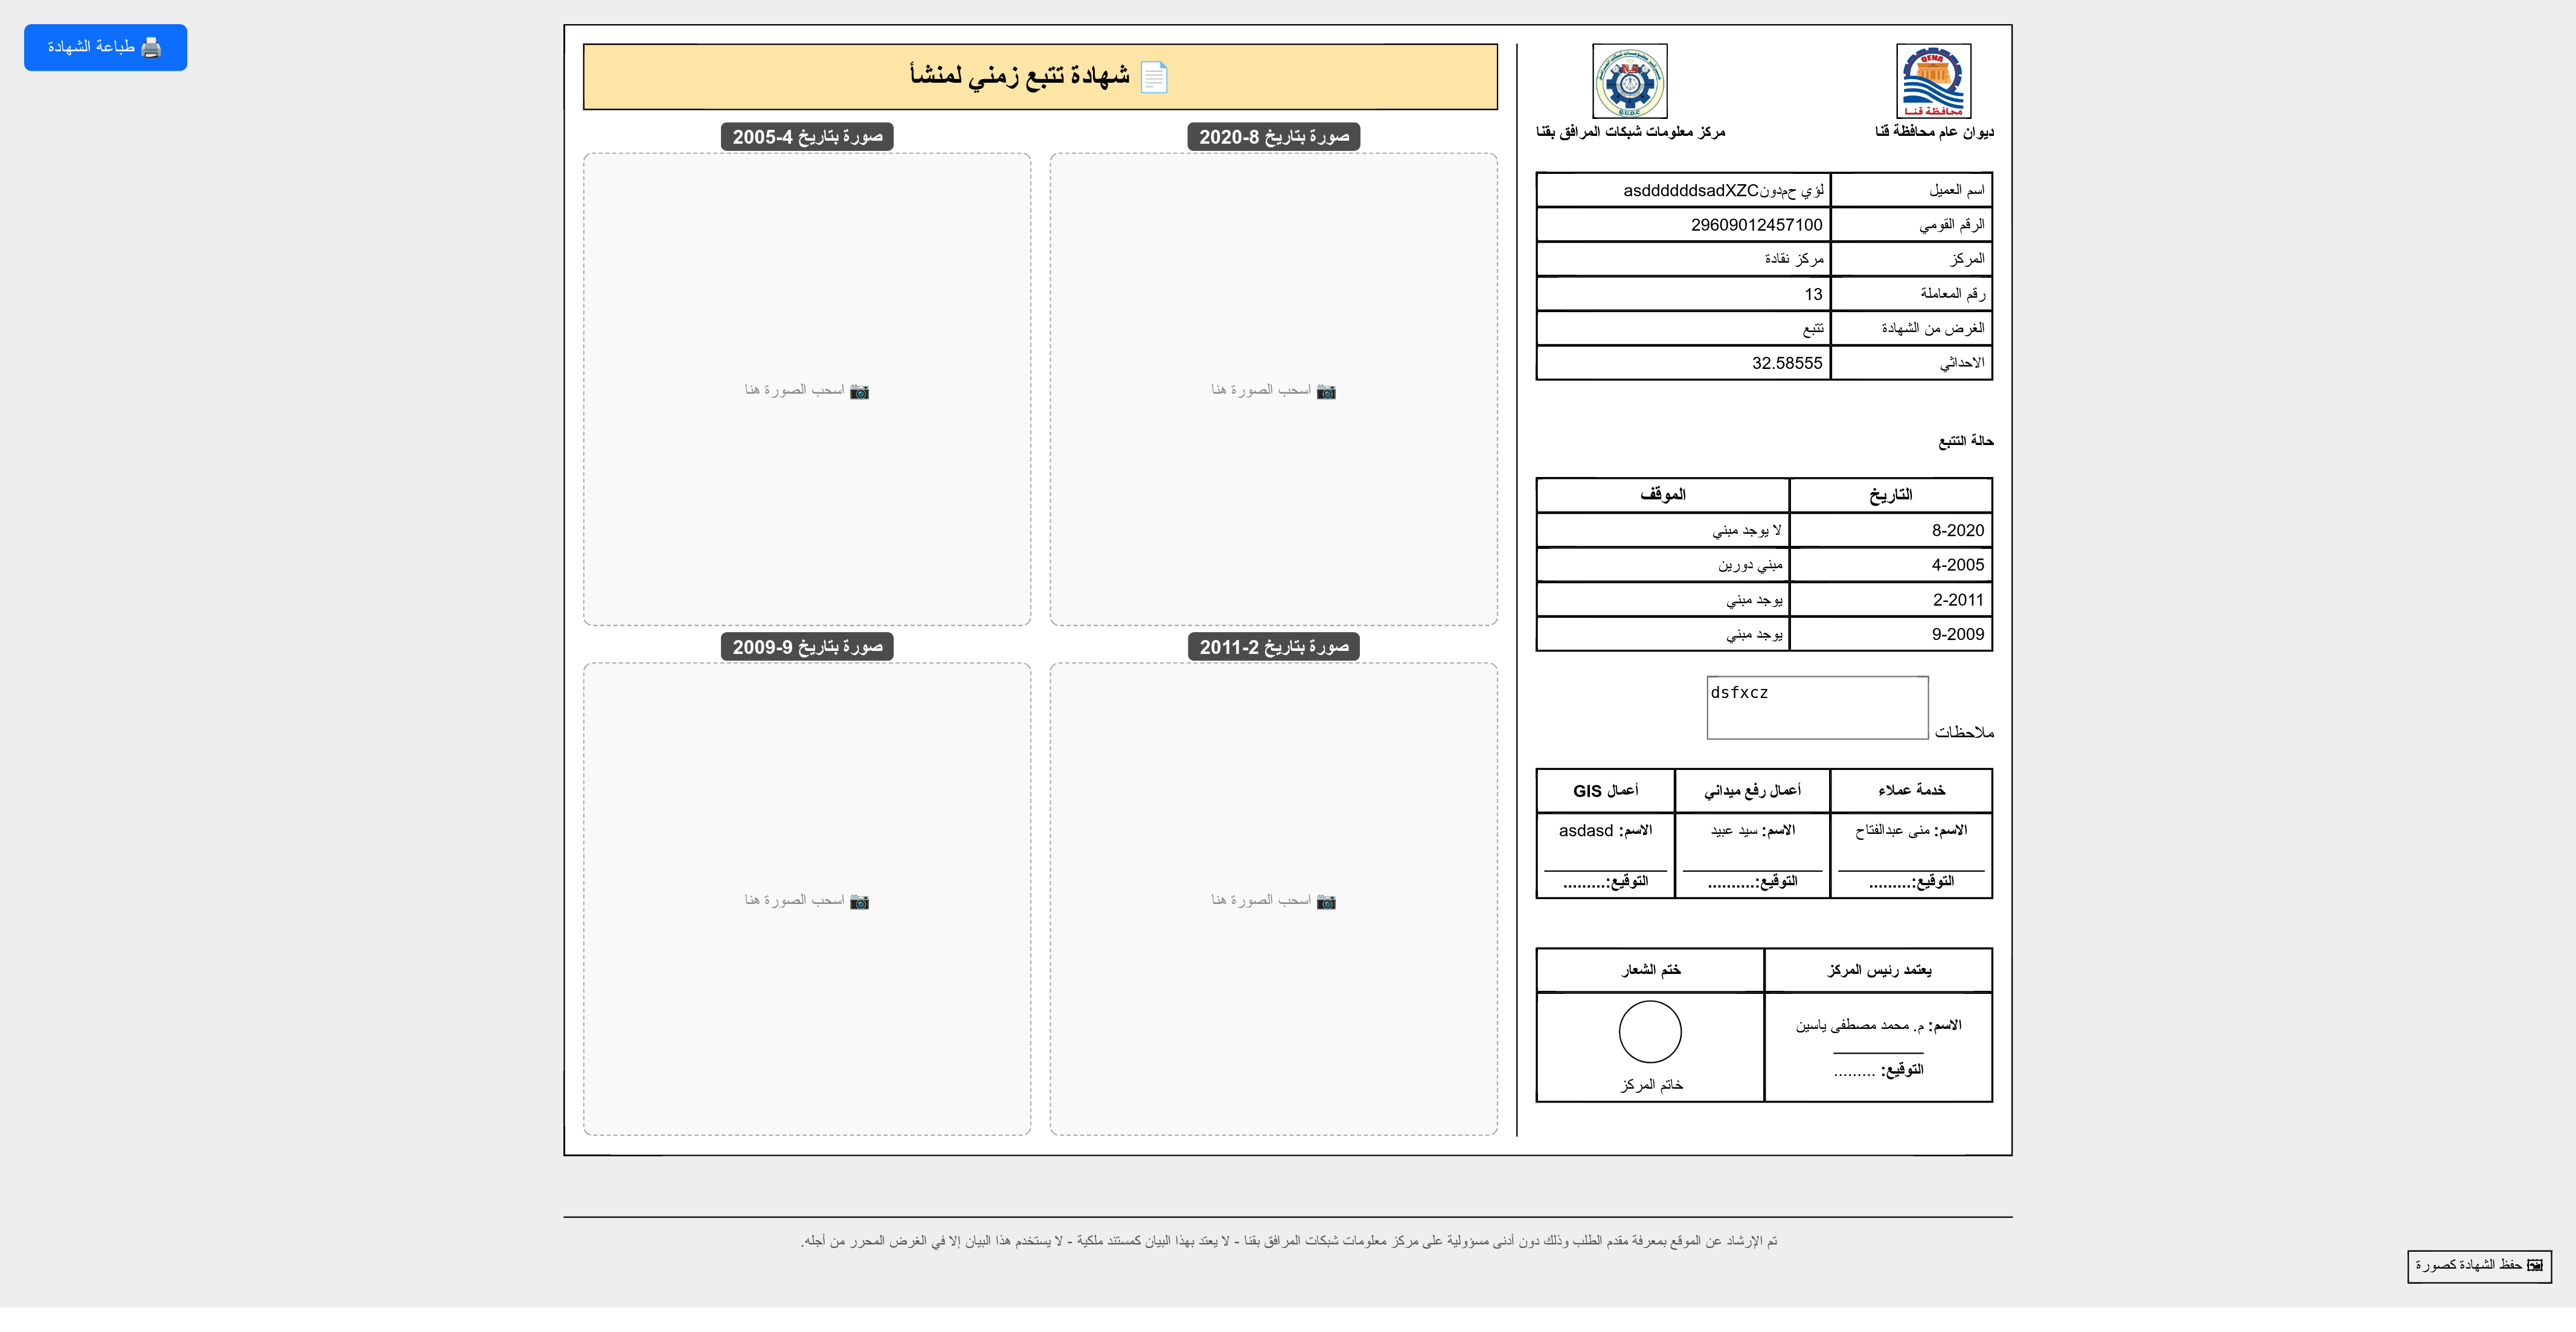 🖨️ طباعة الشهادة
QENA
محافظة قنا
ديوان عام محافظة قنا
Q.U.D.C
مركز معلومات شبكات المرافق بقنا
اسم العميل لؤي حمدونasddddddsadXZC
الرقم القومي 29609012457100
المركز مركز نقادة
رقم المعاملة 13
الغرض من الشهادة تتبع
الاحداثي 32.58555
حالة التتبع
التاريخ الموقف
8-2020 لا يوجد مبني
4-2005 مبني دورين
2-2011 يوجد مبني
9-2009 يوجد مبني
ملاحظات dsfxcz
خدمة عملاء أعمال رفع ميداني أعمال GIS
الاسم: منى عبدالفتاح الاسم: سيد عبيد الاسم: asdasd
التوقيع:......... التوقيع:.......... التوقيع:.........
يعتمد رئيس المركز ختم الشعار
الاسم: م. محمد مصطفى ياسين
التوقيع: .........
خاتم المركز
📄 شهادة تتبع زمني لمنشأ
صورة بتاريخ 8-2020 صورة بتاريخ 4-2005
📷 اسحب الصورة هنا 📷 اسحب الصورة هنا
صورة بتاريخ 2-2011 صورة بتاريخ 9-2009
📷 اسحب الصورة هنا 📷 اسحب الصورة هنا
تم الإرشاد عن الموقع بمعرفة مقدم الطلب وذلك دون أدنى مسؤولية على مركز معلومات شبكات المرافق بقنا - لا يعتد بهذا البيان كمستند ملكية - لا يستخدم هذا البيان إلا في الغرض المحرر من أجله.
🖼 حفظ الشهادة كصورة